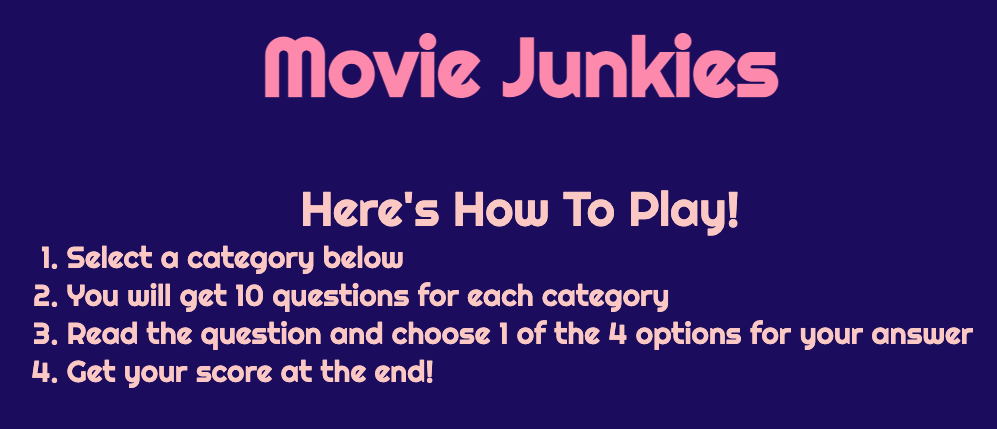 Movie Junkies
Here's How To Play!
1. Select a category below
2. You will get 10 questions for each category
3. Read the question and choose 1 of the 4 options for your answer
4. Get your score at the end!